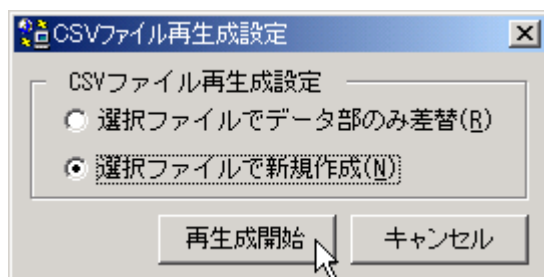 CSVファイル再生成設定
CSVファイル再生成設定
選択ファイルでデータ部のみ差替(R)
選択ファイルで新規作成(N)
再生成開始 キャンセル